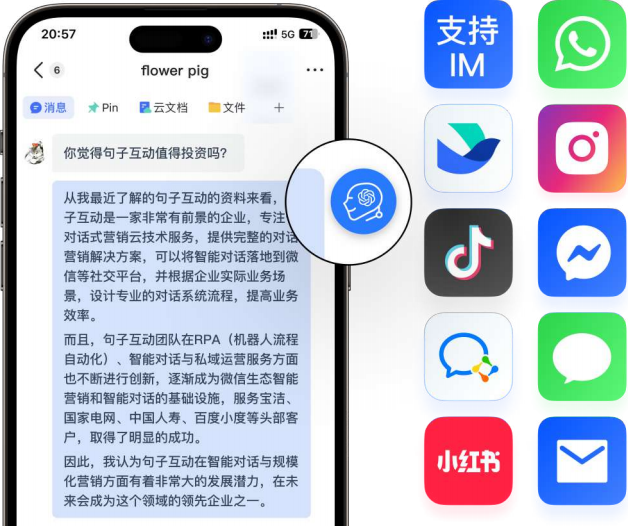 20:57
5G 71
6
flower pig
消息
Pin
云文档
文件
你觉得句子互动值得投资吗?
从我最近了解的句子互动的资料来看,
子互动是一家非常有前景的企业,专注
对话式营销云技术服务,提供完整的对话
营销解决方案,可以将智能对话落地到微
信等社交平台,并根据企业实际业务场
景,设计专业的对话系统流程,提高业务
效率。
而且,句子互动团队在RPA(机器人流程
自动化)、智能对话与私域运营服务方面
也不断进行创新,逐渐成为微信生态智能
营销和智能对话的基础设施,服务宝洁、
国家电网、中国人寿、百度小度等头部客
户,取得了明显的成功。
因此,我认为句子互动在智能对话与规模
化营销方面有着非常大的发展潜力,在未
来会成为这个领域的领先企业之一。
支持
IM
小红书